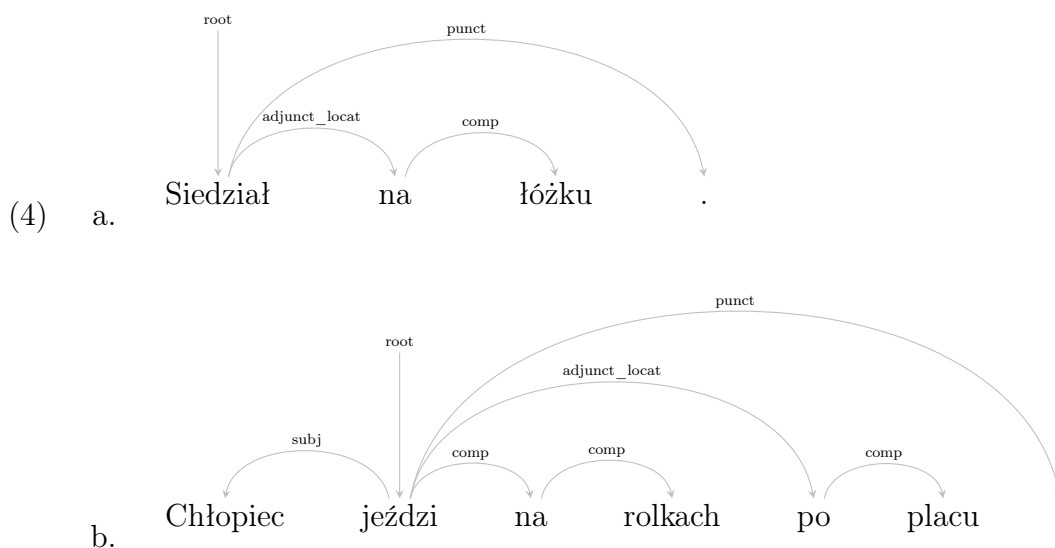 root
punct
adjunct_locat
comp
Siedział na łóżku .
(4) a.
punct
root
adjunct_locat
subj
comp
comp
comp
Chłopiec jeździ na rolkach po placu
b.